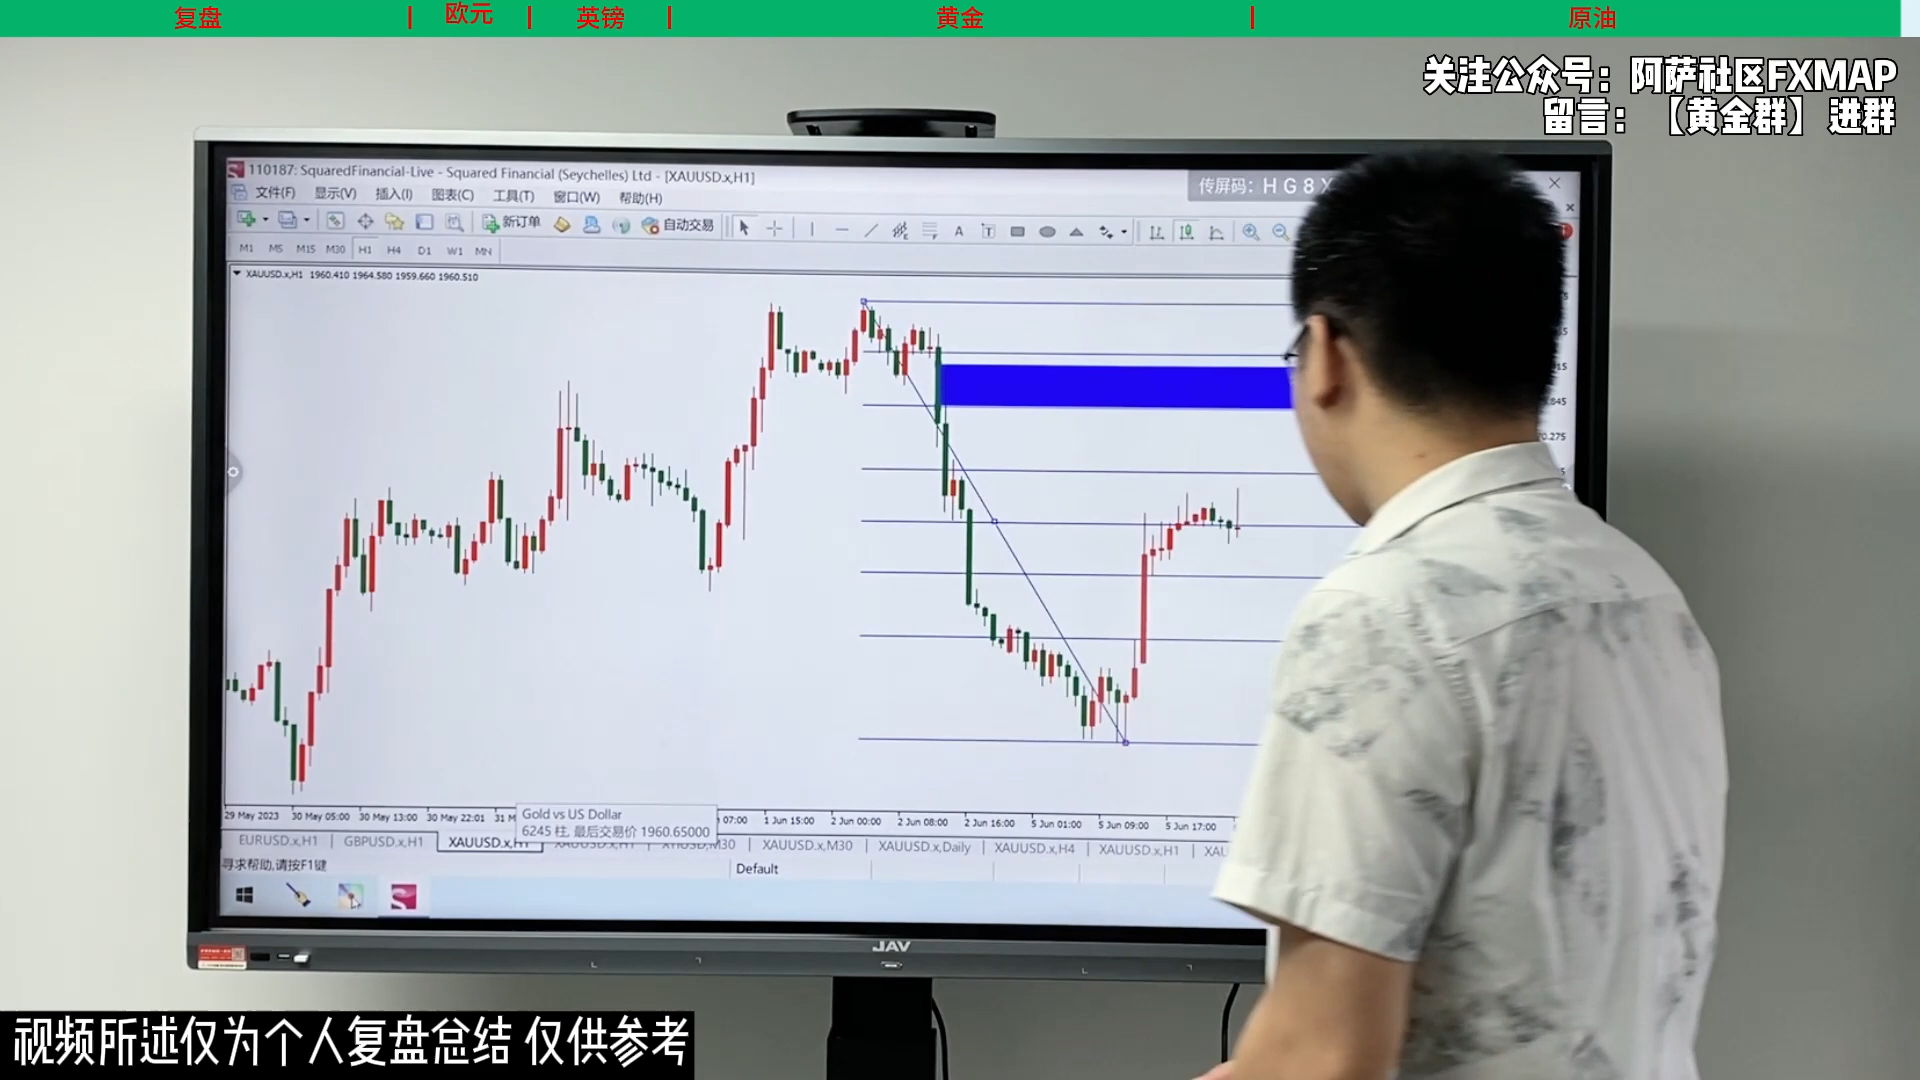 复盘 | 欧元 | 英镑 | 黄金 | 原油
关注公众号：阿萨社区FXMAP
留言：【黄金群】进群
110187: SquaredFinancial-Live - Squared Financial (Seychelles) Ltd - [XAUUSD.x,H1]
传屏码：HG8X
文件(F) 显示(V) 插入(I) 图表(C) 工具(T) 窗口(W) 帮助(H)
新订单 自动交易
M1 M5 M15 M30 H1 H4 D1 W1 MN
XAUUSD.x,H1 1960.410 1964.580 1959.660 1960.510
29 May 2023 30 May 05:00 30 May 13:00 30 May 22:01 31 M 07:00 1 Jun 15:00 2 Jun 00:00 2 Jun 08:00 2 Jun 16:00 5 Jun 01:00 5 Jun 09:00 5 Jun 17:00
Gold vs US Dollar
6245 柱, 最后交易价 1960.65000
EURUSD.x,H1 GBPUSD.x,H1 XAUUSD.x,H1 XAUUSD.x,M30 XAUUSD.x,Daily XAUUSD.x,H4 XAUUSD.x,H1 XAU
寻求帮助,请按F1键 Default
JAV
视频所述仅为个人复盘总结 仅供参考